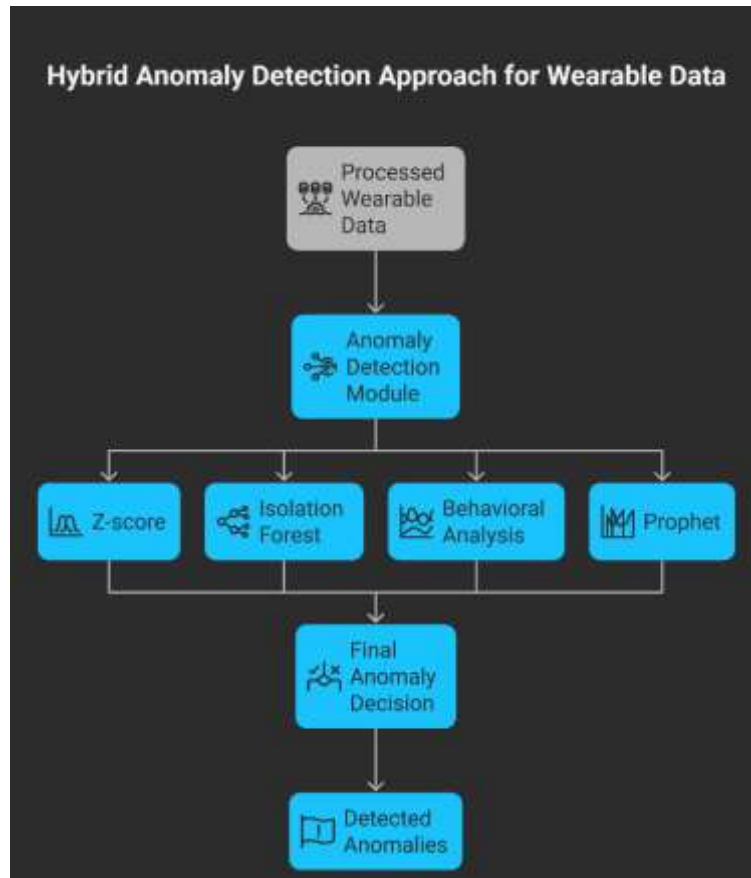 Hybrid Anomaly Detection Approach for Wearable Data
Processed
Wearable
Data
Anomaly
Detection
Module
Z-score
Isolation
Forest
Behavioral
Analysis
Prophet
Final
Anomaly
Decision
Detected
Anomalies